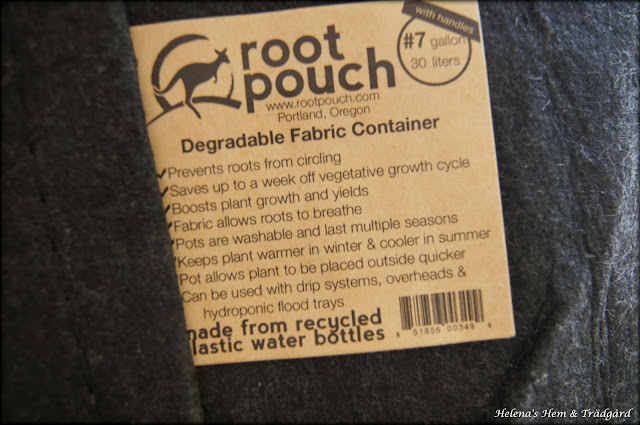 with handles
#7 gallon
30 liters
root
pouch
www.rootpouch.com
Portland, Oregon
Degradable Fabric Container
Prevents roots from circling
Saves up to a week off vegetative growth cycle
Boosts plant growth and yields
Fabric allows roots to breathe
Pots are washable and last multiple seasons
Keeps plant warmer in winter & cooler in summer
Pot allows plant to be placed outside quicker
Can be used with drip systems, overheads &
hydroponic flood trays
made from recycled
lastic water bottles
8 51856 00349 8
Helena's Hem & Trädgård